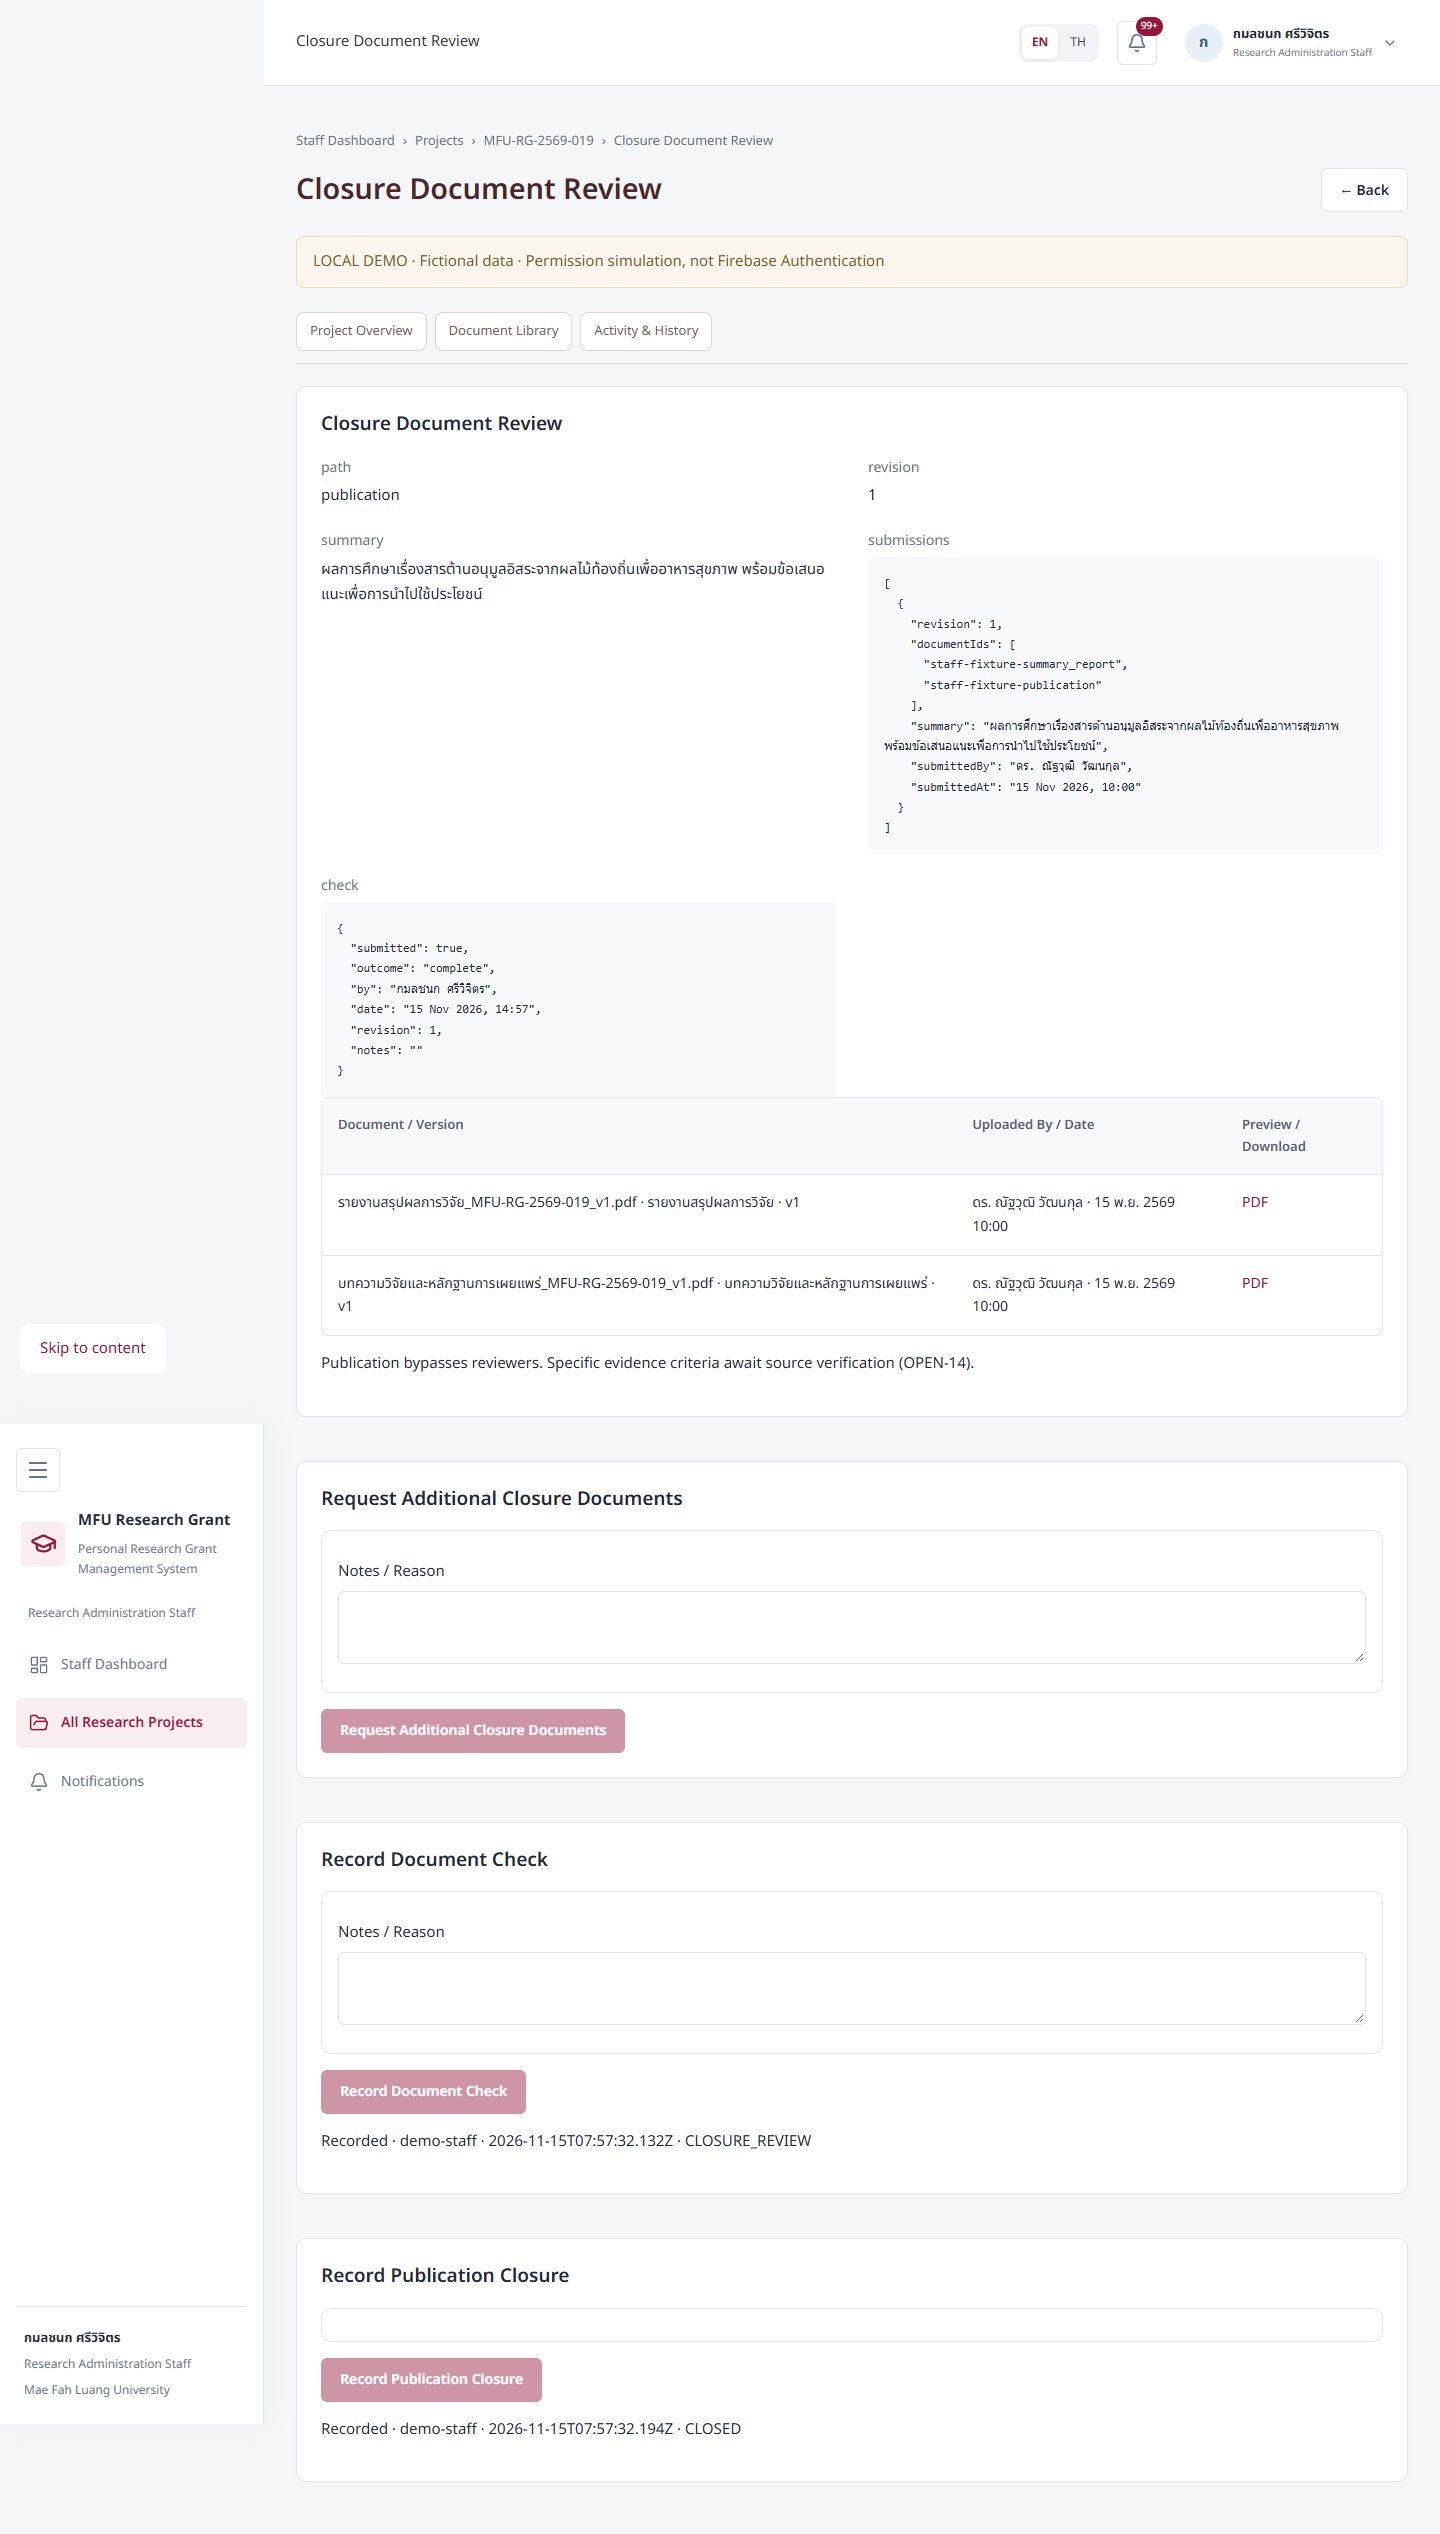 Closure Document Review
EN TH
99+
ก
กมลชนก ศรีวิจิตร
Research Administration Staff
Staff Dashboard › Projects › MFU-RG-2569-019 › Closure Document Review
Closure Document Review
← Back
LOCAL DEMO · Fictional data · Permission simulation, not Firebase Authentication
Project Overview
Document Library
Activity & History
Closure Document Review
path
publication
revision
1
summary
ผลการศึกษาเรื่องสารต้านอนุมูลอิสระจากผลไม้ท้องถิ่นเพื่ออาหารสุขภาพ พร้อมข้อเสนอ
แนะเพื่อการนำไปใช้ประโยชน์
submissions
[
{
"revision": 1,
"documentIds": [
"staff-fixture-summary_report",
"staff-fixture-publication"
],
"summary": "ผลการศึกษาเรื่องสารต้านอนุมูลอิสระจากผลไม้ท้องถิ่นเพื่ออาหารสุขภาพ
พร้อมข้อเสนอแนะเพื่อการนำไปใช้ประโยชน์",
"submittedBy": "ดร. ณัฐวุฒิ วัฒนกุล",
"submittedAt": "15 Nov 2026, 10:00"
}
]
check
{
"submitted": true,
"outcome": "complete",
"by": "กมลชนก ศรีวิจิตร",
"date": "15 Nov 2026, 14:57",
"revision": 1,
"notes": ""
}
Document / Version
Uploaded By / Date
Preview /
Download
รายงานสรุปผลการวิจัย_MFU-RG-2569-019_v1.pdf · รายงานสรุปผลการวิจัย · v1
ดร. ณัฐวุฒิ วัฒนกุล · 15 พ.ย. 2569
10:00
PDF
บทความวิจัยและหลักฐานการเผยแพร่_MFU-RG-2569-019_v1.pdf · บทความวิจัยและหลักฐานการเผยแพร่ ·
v1
ดร. ณัฐวุฒิ วัฒนกุล · 15 พ.ย. 2569
10:00
PDF
Publication bypasses reviewers. Specific evidence criteria await source verification (OPEN-14).
Skip to content
MFU Research Grant
Personal Research Grant
Management System
Research Administration Staff
Staff Dashboard
All Research Projects
Notifications
กมลชนก ศรีวิจิตร
Research Administration Staff
Mae Fah Luang University
Request Additional Closure Documents
Notes / Reason
Request Additional Closure Documents
Record Document Check
Notes / Reason
Record Document Check
Recorded · demo-staff · 2026-11-15T07:57:32.132Z · CLOSURE_REVIEW
Record Publication Closure
Record Publication Closure
Recorded · demo-staff · 2026-11-15T07:57:32.194Z · CLOSED